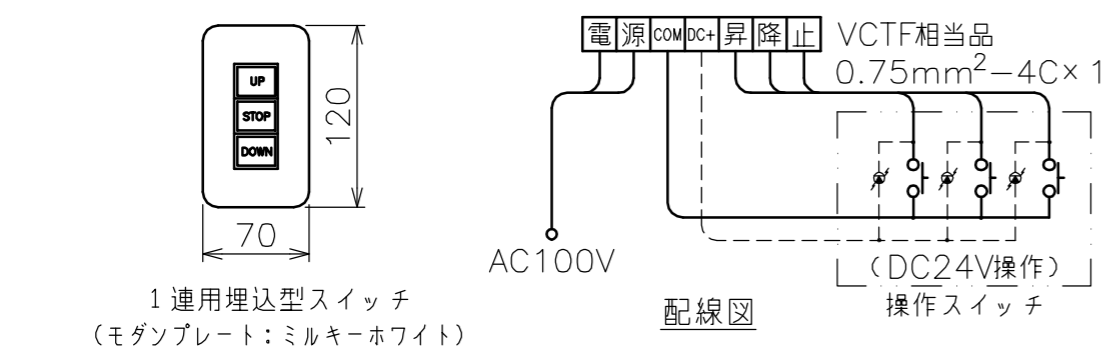 UP
STOP
DOWN
120
70
1連用埋込型スイッチ
(モダンプレート:ミルキーホワイト)
電源 COM DC+ 昇 降 止
VCTF相当品
0.75mm²-4C×1
AC100V
(DC24V操作)
操作スイッチ
配線図